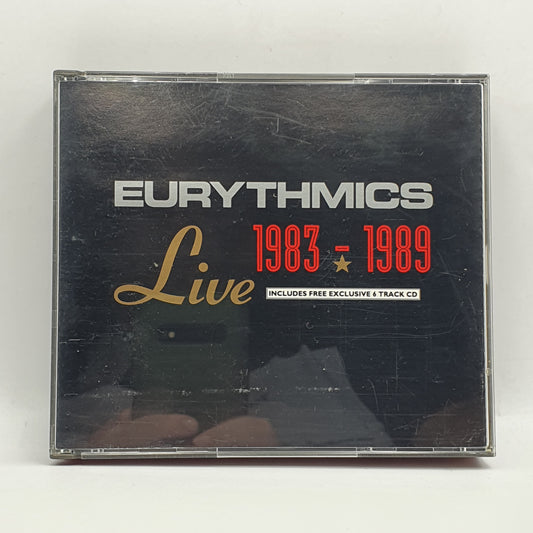 EURYTHMICS
Live 1983 - 1989
INCLUDES FREE EXCLUSIVE 6 TRACK CD